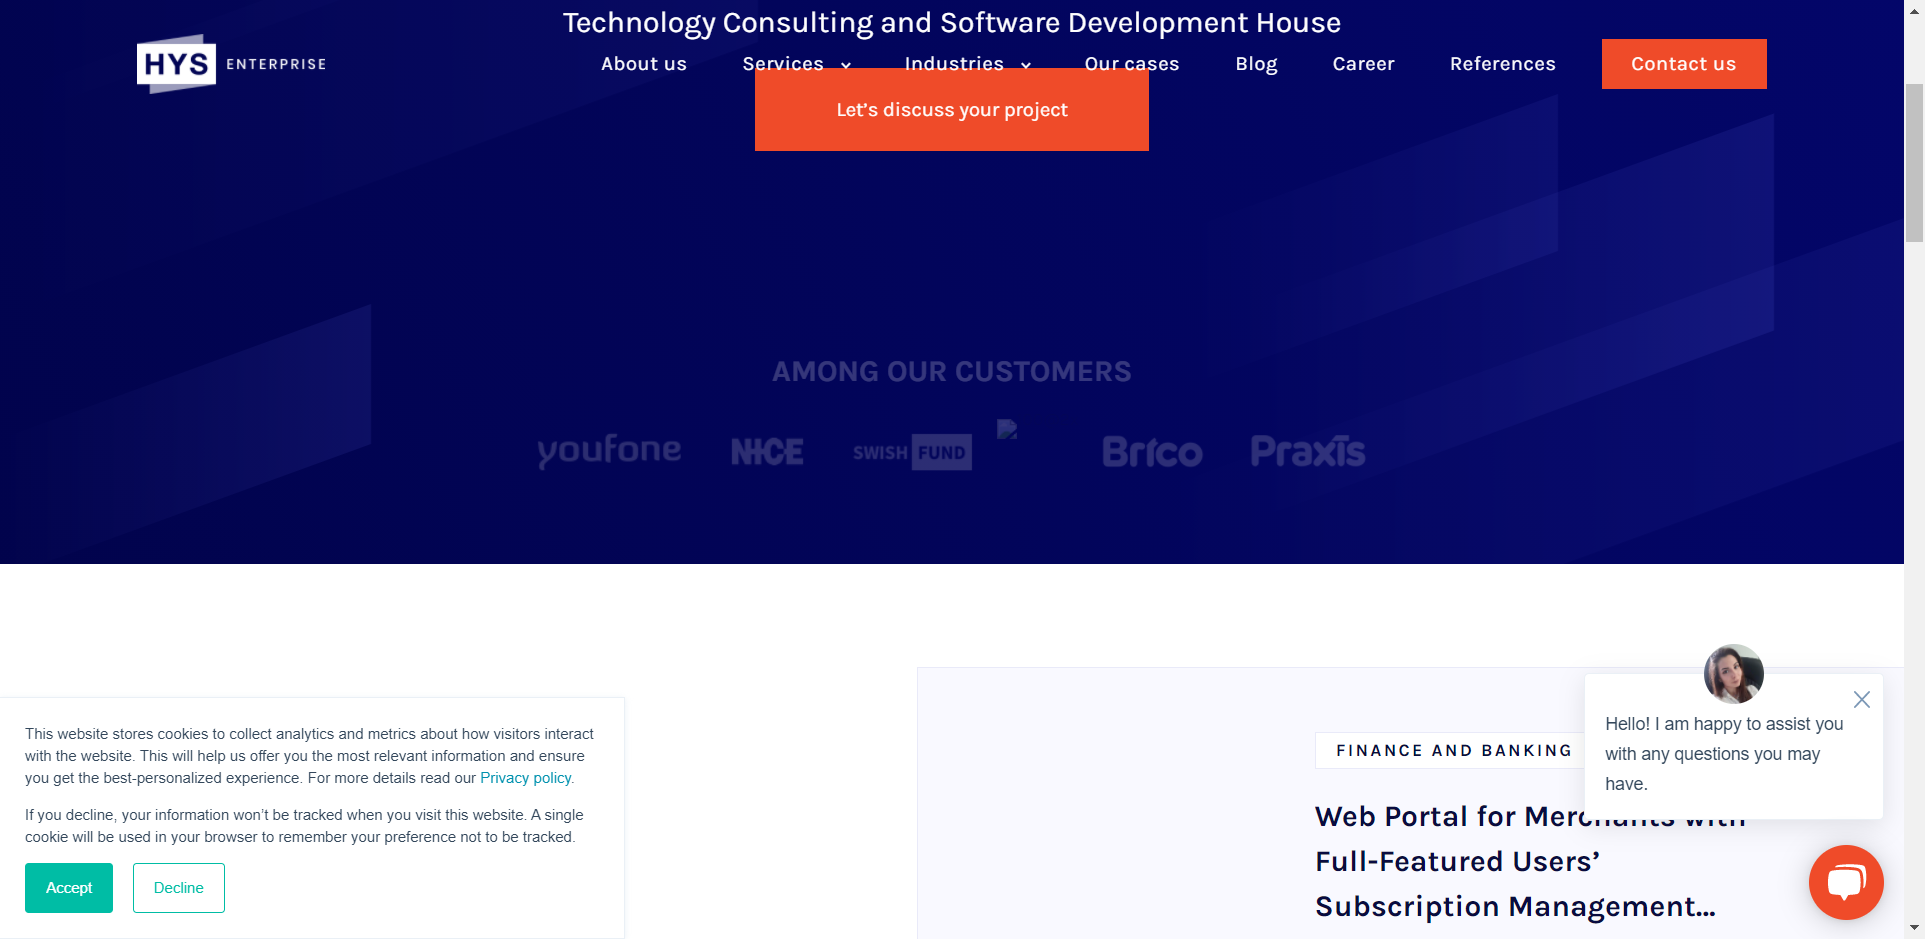 Technology Consulting and Software Development House
HYS ENTERPRISE
About us Services Industries Our cases Blog Career References Contact us
Let's discuss your project
AMONG OUR CUSTOMERS
youfone NICE SWISH FUND Brico Praxis
This website stores cookies to collect analytics and metrics about how visitors interact
with the website. This will help us offer you the most relevant information and ensure
you get the best-personalized experience. For more details read our Privacy policy.
If you decline, your information won’t be tracked when you visit this website. A single
cookie will be used in your browser to remember your preference not to be tracked.
Accept Decline
FINANCE AND BANKING
Web Portal for Merchants with
Full-Featured Users’
Subscription Management...
Hello! I am happy to assist you
with any questions you may
have.